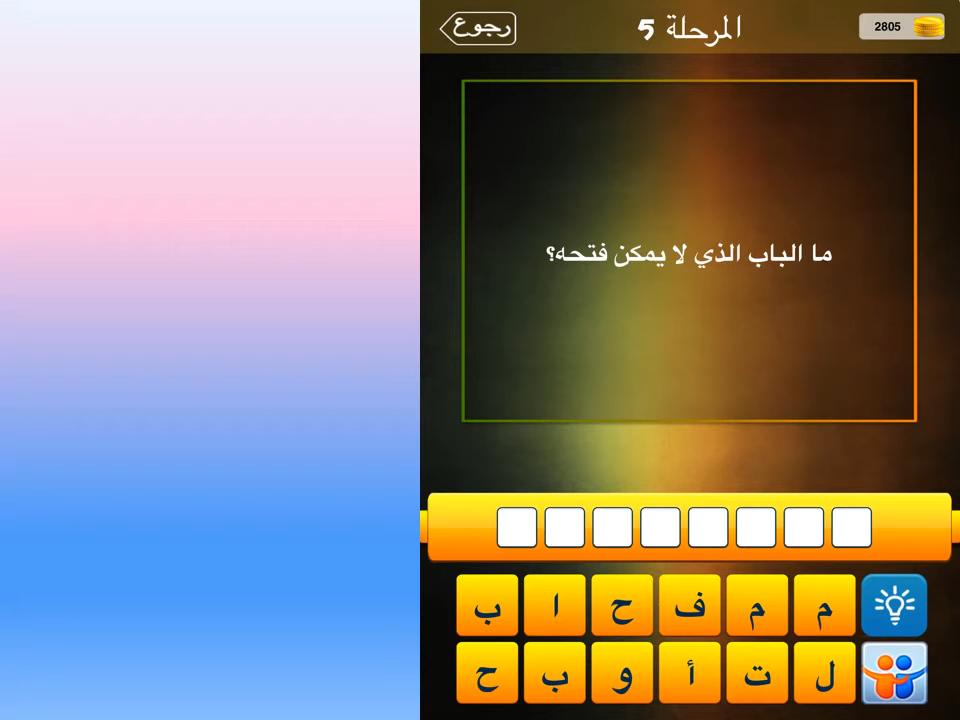 رجوع
المرحلة 5
2805
ما الباب الذي لا يمكن فتحه؟
م م ف ح ا ب
ل ت أ و ب ح